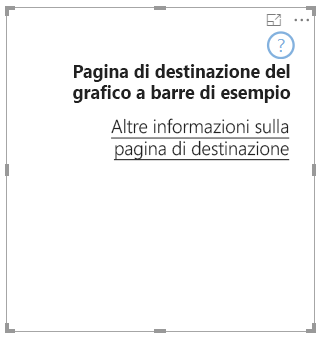 ?
Pagina di destinazione del
grafico a barre di esempio
Altre informazioni sulla
pagina di destinazione